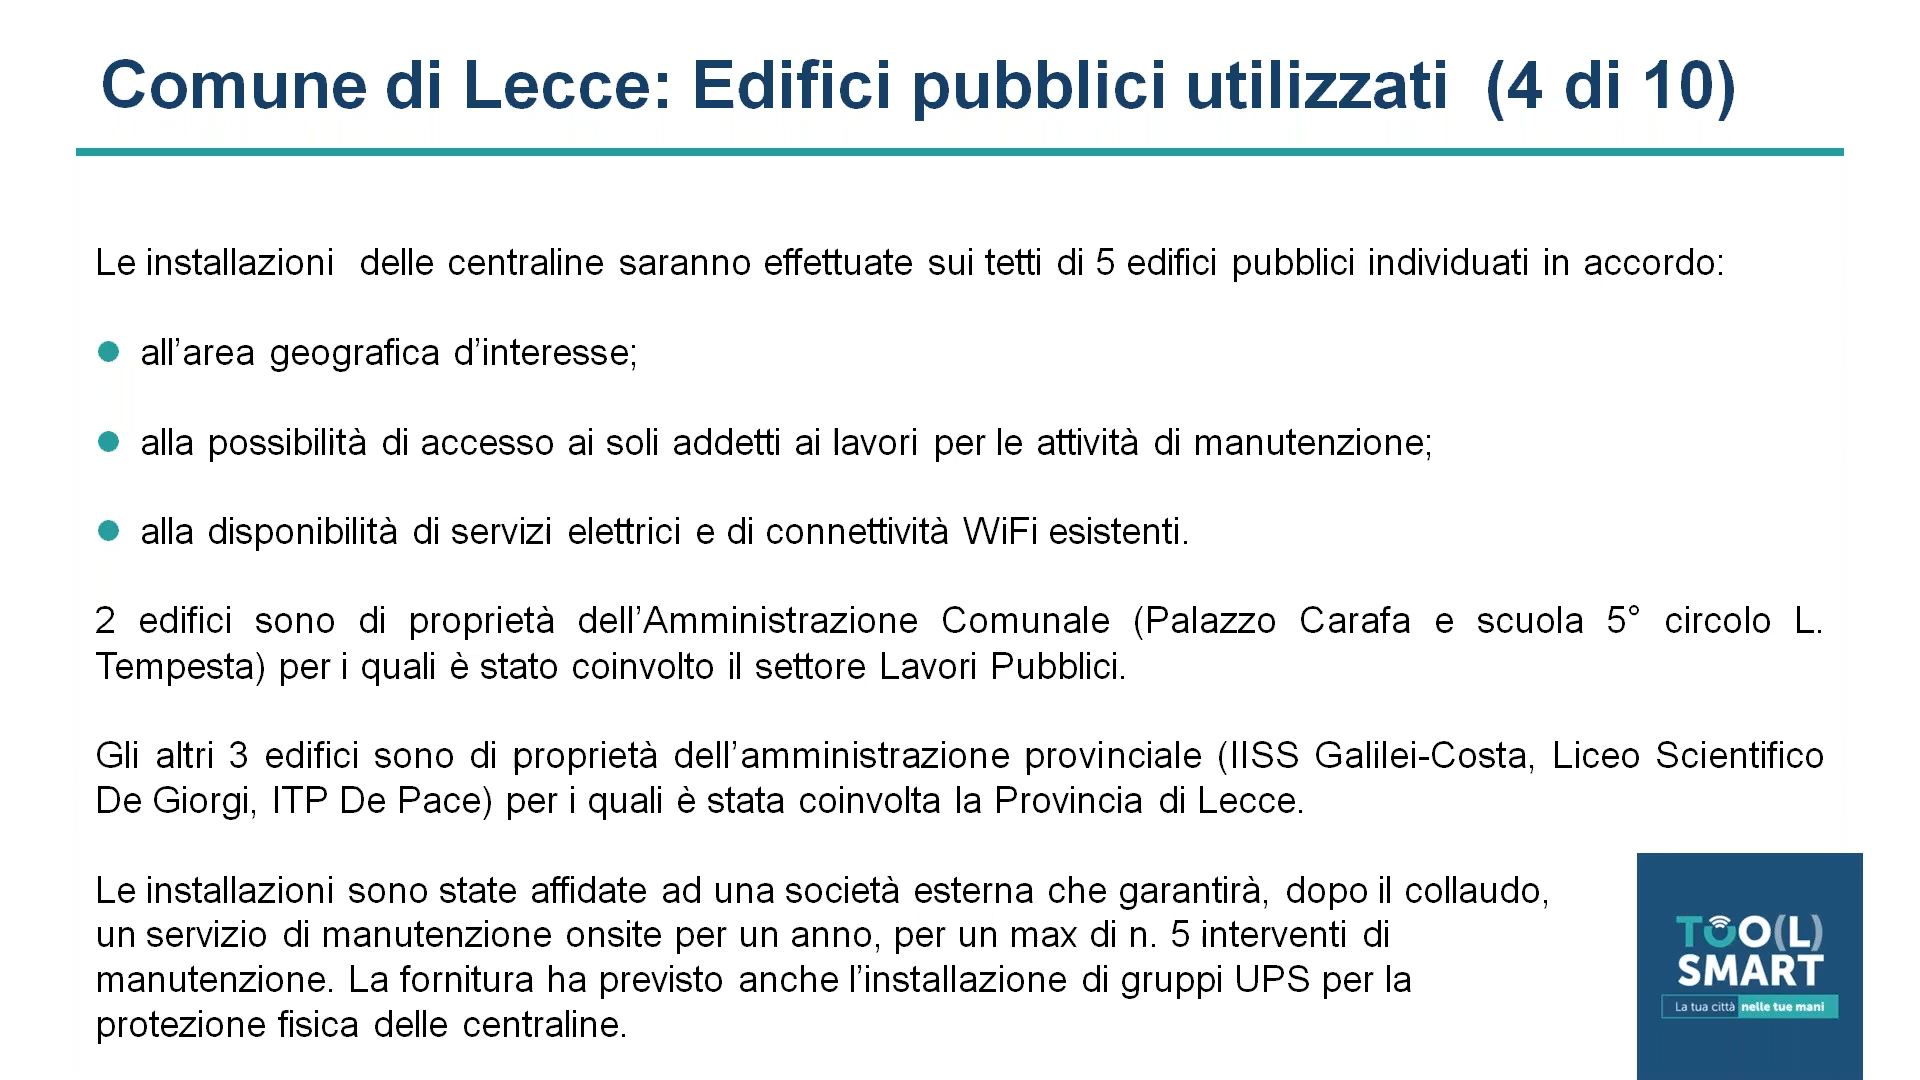 Comune di Lecce: Edifici pubblici utilizzati (4 di 10)
Le installazioni delle centraline saranno effettuate sui tetti di 5 edifici pubblici individuati in accordo:
all’area geografica d’interesse;
alla possibilità di accesso ai soli addetti ai lavori per le attività di manutenzione;
alla disponibilità di servizi elettrici e di connettività WiFi esistenti.
2 edifici sono di proprietà dell’Amministrazione Comunale (Palazzo Carafa e scuola 5° circolo L.
Tempesta) per i quali è stato coinvolto il settore Lavori Pubblici.
Gli altri 3 edifici sono di proprietà dell’amministrazione provinciale (IISS Galilei-Costa, Liceo Scientifico
De Giorgi, ITP De Pace) per i quali è stata coinvolta la Provincia di Lecce.
Le installazioni sono state affidate ad una società esterna che garantirà, dopo il collaudo,
un servizio di manutenzione onsite per un anno, per un max di n. 5 interventi di
manutenzione. La fornitura ha previsto anche l’installazione di gruppi UPS per la
protezione fisica delle centraline.
TOO(L)
SMART
La tua città nelle tue mani